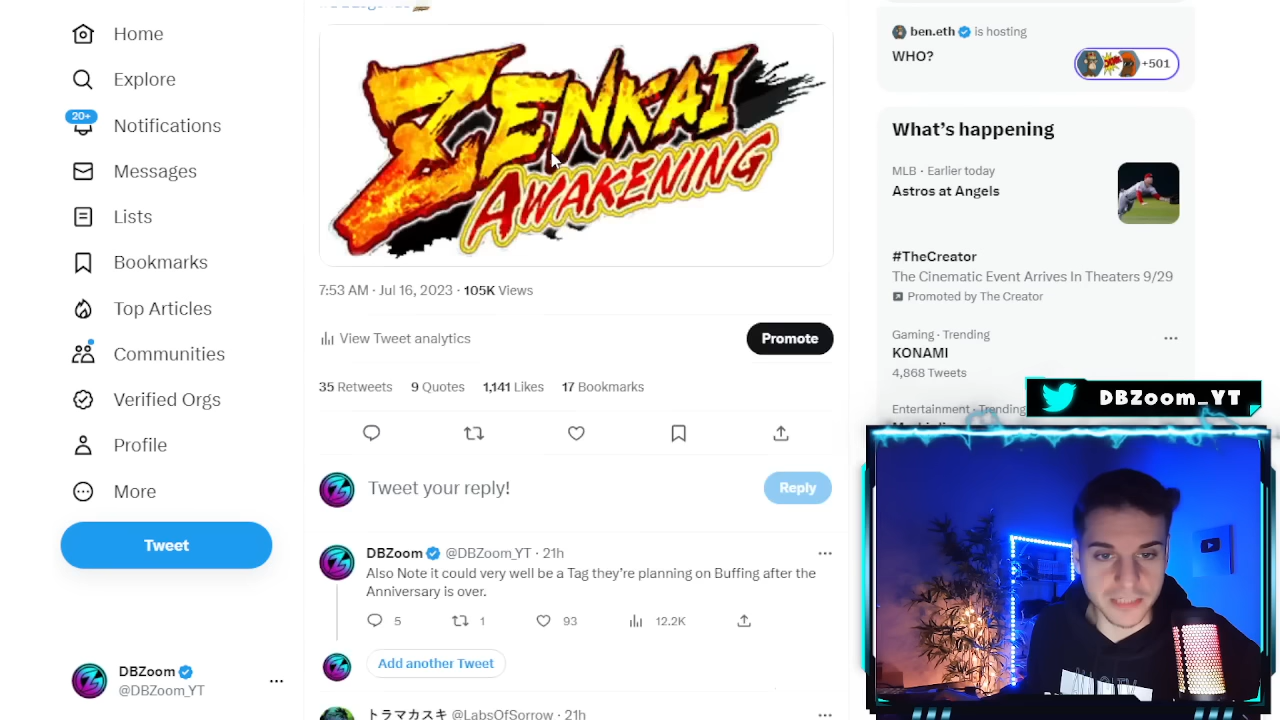 Home
Explore
20+
Notifications
Messages
Lists
Bookmarks
Top Articles
Communities
Verified Orgs
Profile
More
Tweet
DBZoom
@DBZoom_YT
ZENKAI
AWAKENING
7:53 AM · Jul 16, 2023 · 105K Views
View Tweet analytics
Promote
35 Retweets 9 Quotes 1,141 Likes 17 Bookmarks
Tweet your reply!
Reply
DBZoom @DBZoom_YT · 21h
Also Note it could very well be a Tag they're planning on Buffing after the
Anniversary is over.
5 1 93 12.2K
Add another Tweet
トラマカスキ @LabsOfSorrow · 21h
ben.eth is hosting
WHO?
+501
What's happening
MLB · Earlier today
Astros at Angels
#TheCreator
The Cinematic Event Arrives In Theaters 9/29
Promoted by The Creator
Gaming · Trending
KONAMI
4,868 Tweets
Entertainment · Trending
DBZoom_YT